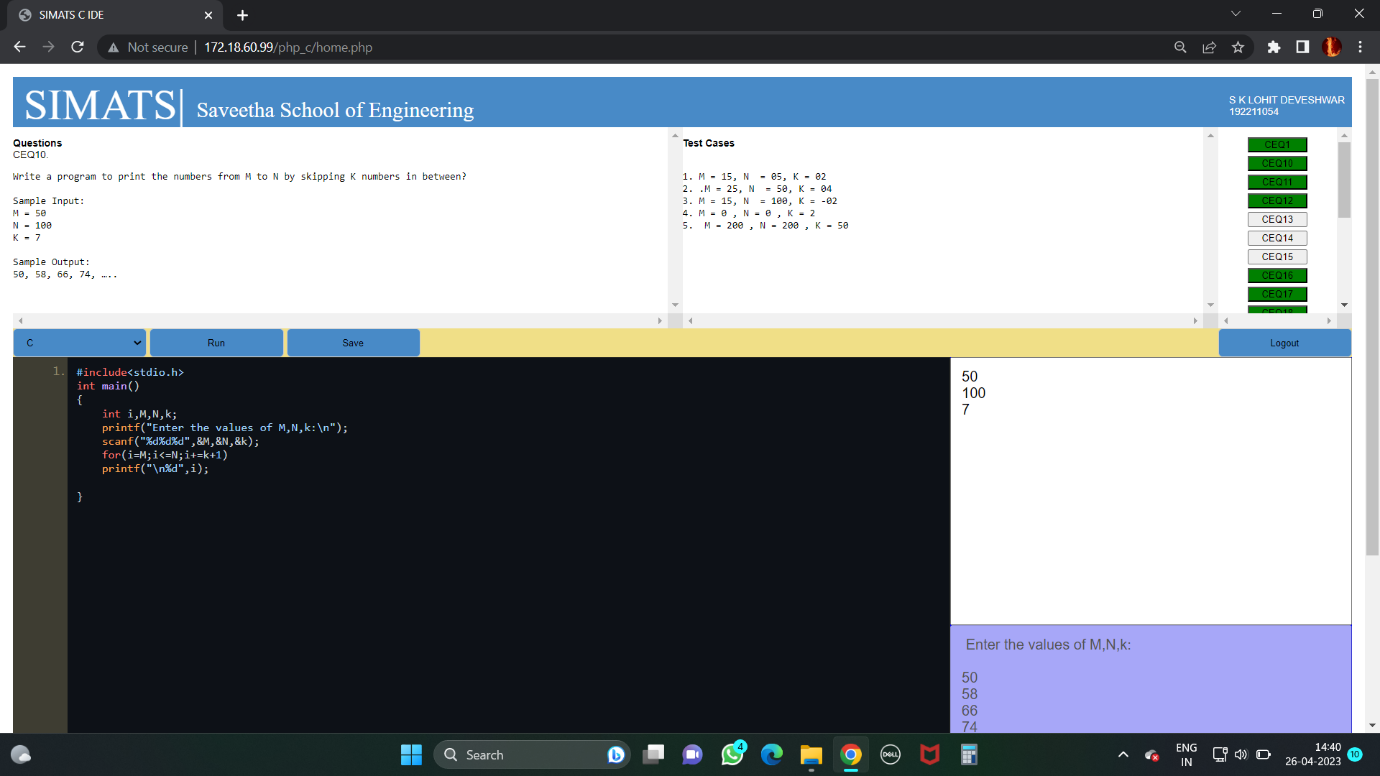 SIMATS C IDE
Not secure
172.18.60.99/php_c/home.php
SIMATS| Saveetha School of Engineering
S K LOHIT DEVESHWAR
192211054
Questions
CEQ10.
Write a program to print the numbers from M to N by skipping K numbers in between?
Sample Input:
M = 50
N = 100
K = 7
Sample Output:
50, 58, 66, 74, …..
Test Cases
1. M = 15, N  = 05, K = 02
2. .M = 25, N  = 50, K = 04
3. M = 15, N  = 100, K = -02
4. M = 0 , N = 0 , K = 2
5.  M = 200 , N = 200 , K = 50
CEQ1
CEQ10
CEQ11
CEQ12
CEQ13
CEQ14
CEQ15
CEQ16
CEQ17
CEQ18
C
Run
Save
Logout
1.
#include<stdio.h>
int main()
{
int i,M,N,k;
printf("Enter the values of M,N,k:\n");
scanf("%d%d%d",&M,&N,&k);
for(i=M;i<=N;i+=k+1)
printf("\n%d",i);
}
50
100
7
Enter the values of M,N,k:
50
58
66
74
Search
4
DELL
ENG
IN
14:40
26-04-2023
10